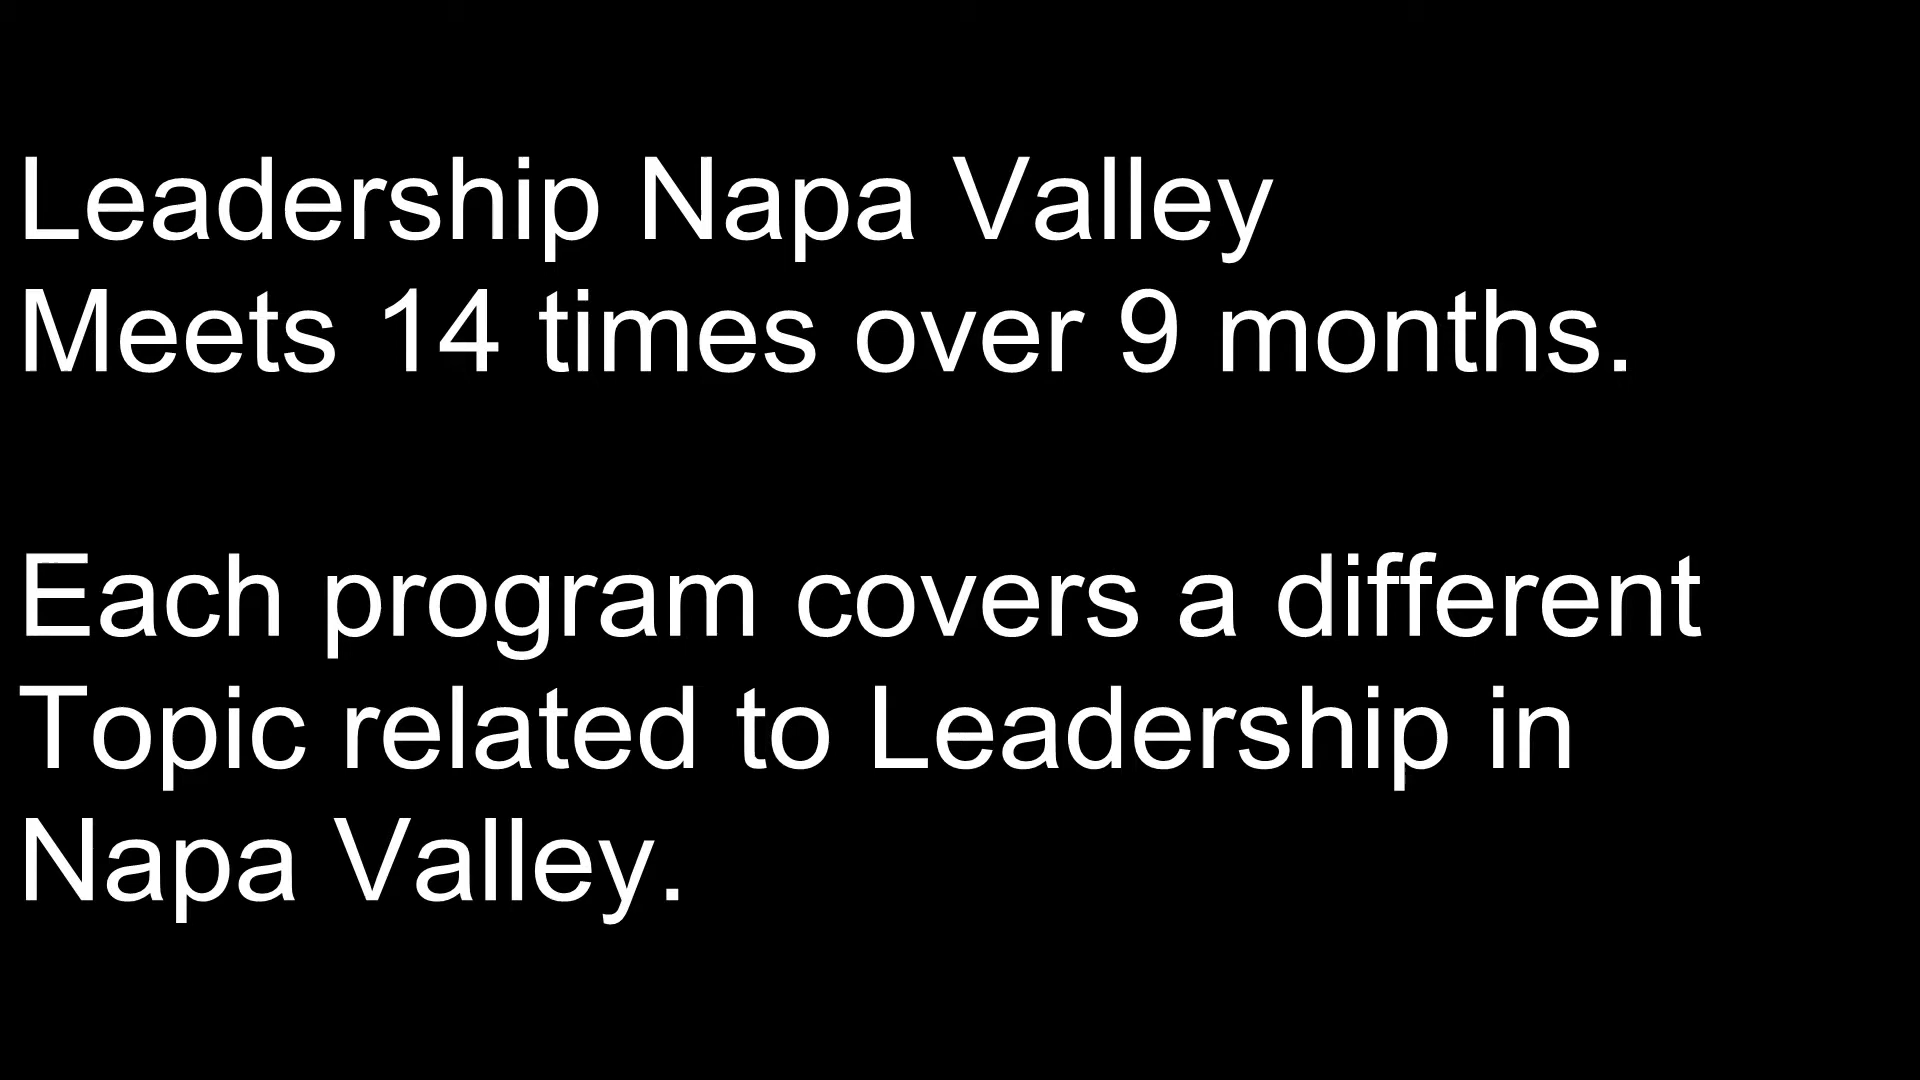 Leadership Napa Valley
Meets 14 times over 9 months.
Each program covers a different
Topic related to Leadership in
Napa Valley.